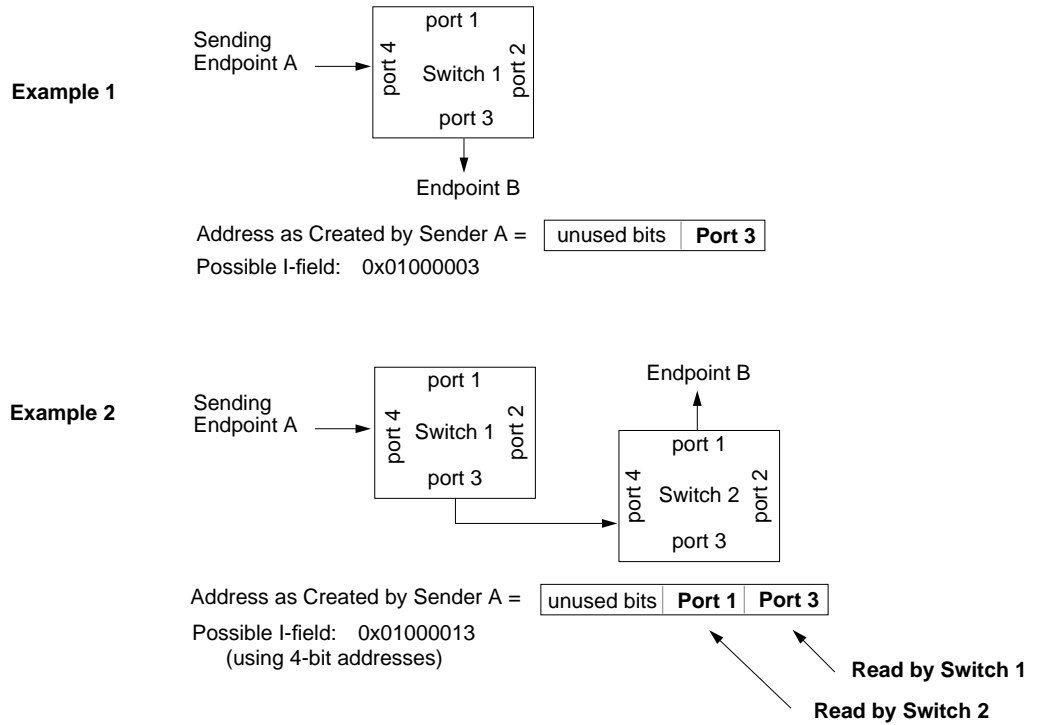 Example 1
Sending
Endpoint A
port 1
port 4
Switch 1
port 2
port 3
Endpoint B
Address as Created by Sender A =
unused bits
Port 3
Possible I-field: 0x01000003
Example 2
Sending
Endpoint A
port 1
port 4
Switch 1
port 2
port 3
Endpoint B
port 1
port 4
Switch 2
port 2
port 3
Address as Created by Sender A =
unused bits
Port 1
Port 3
Possible I-field: 0x01000013
(using 4-bit addresses)
Read by Switch 1
Read by Switch 2